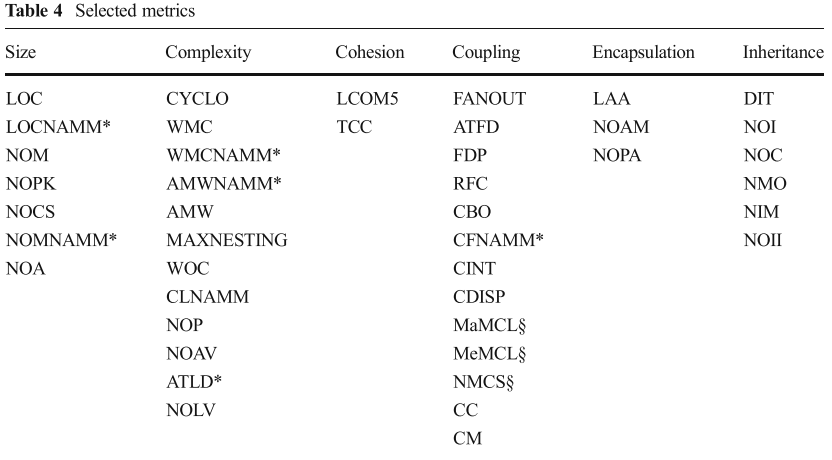 Table 4 Selected metrics
Size Complexity Cohesion Coupling Encapsulation Inheritance
LOC CYCLO LCOM5 FANOUT LAA DIT
LOCNAMM* WMC TCC ATFD NOAM NOI
NOM WMCNAMM* FDP NOPA NOC
NOPK AMWNAMM* RFC NMO
NOCS AMW CBO NIM
NOMNAMM* MAXNESTING CFNAMM* NOII
NOA WOC CINT
CLNAMM CDISP
NOP MaMCL§
NOAV MeMCL§
ATLD* NMCS§
NOLV CC
CM